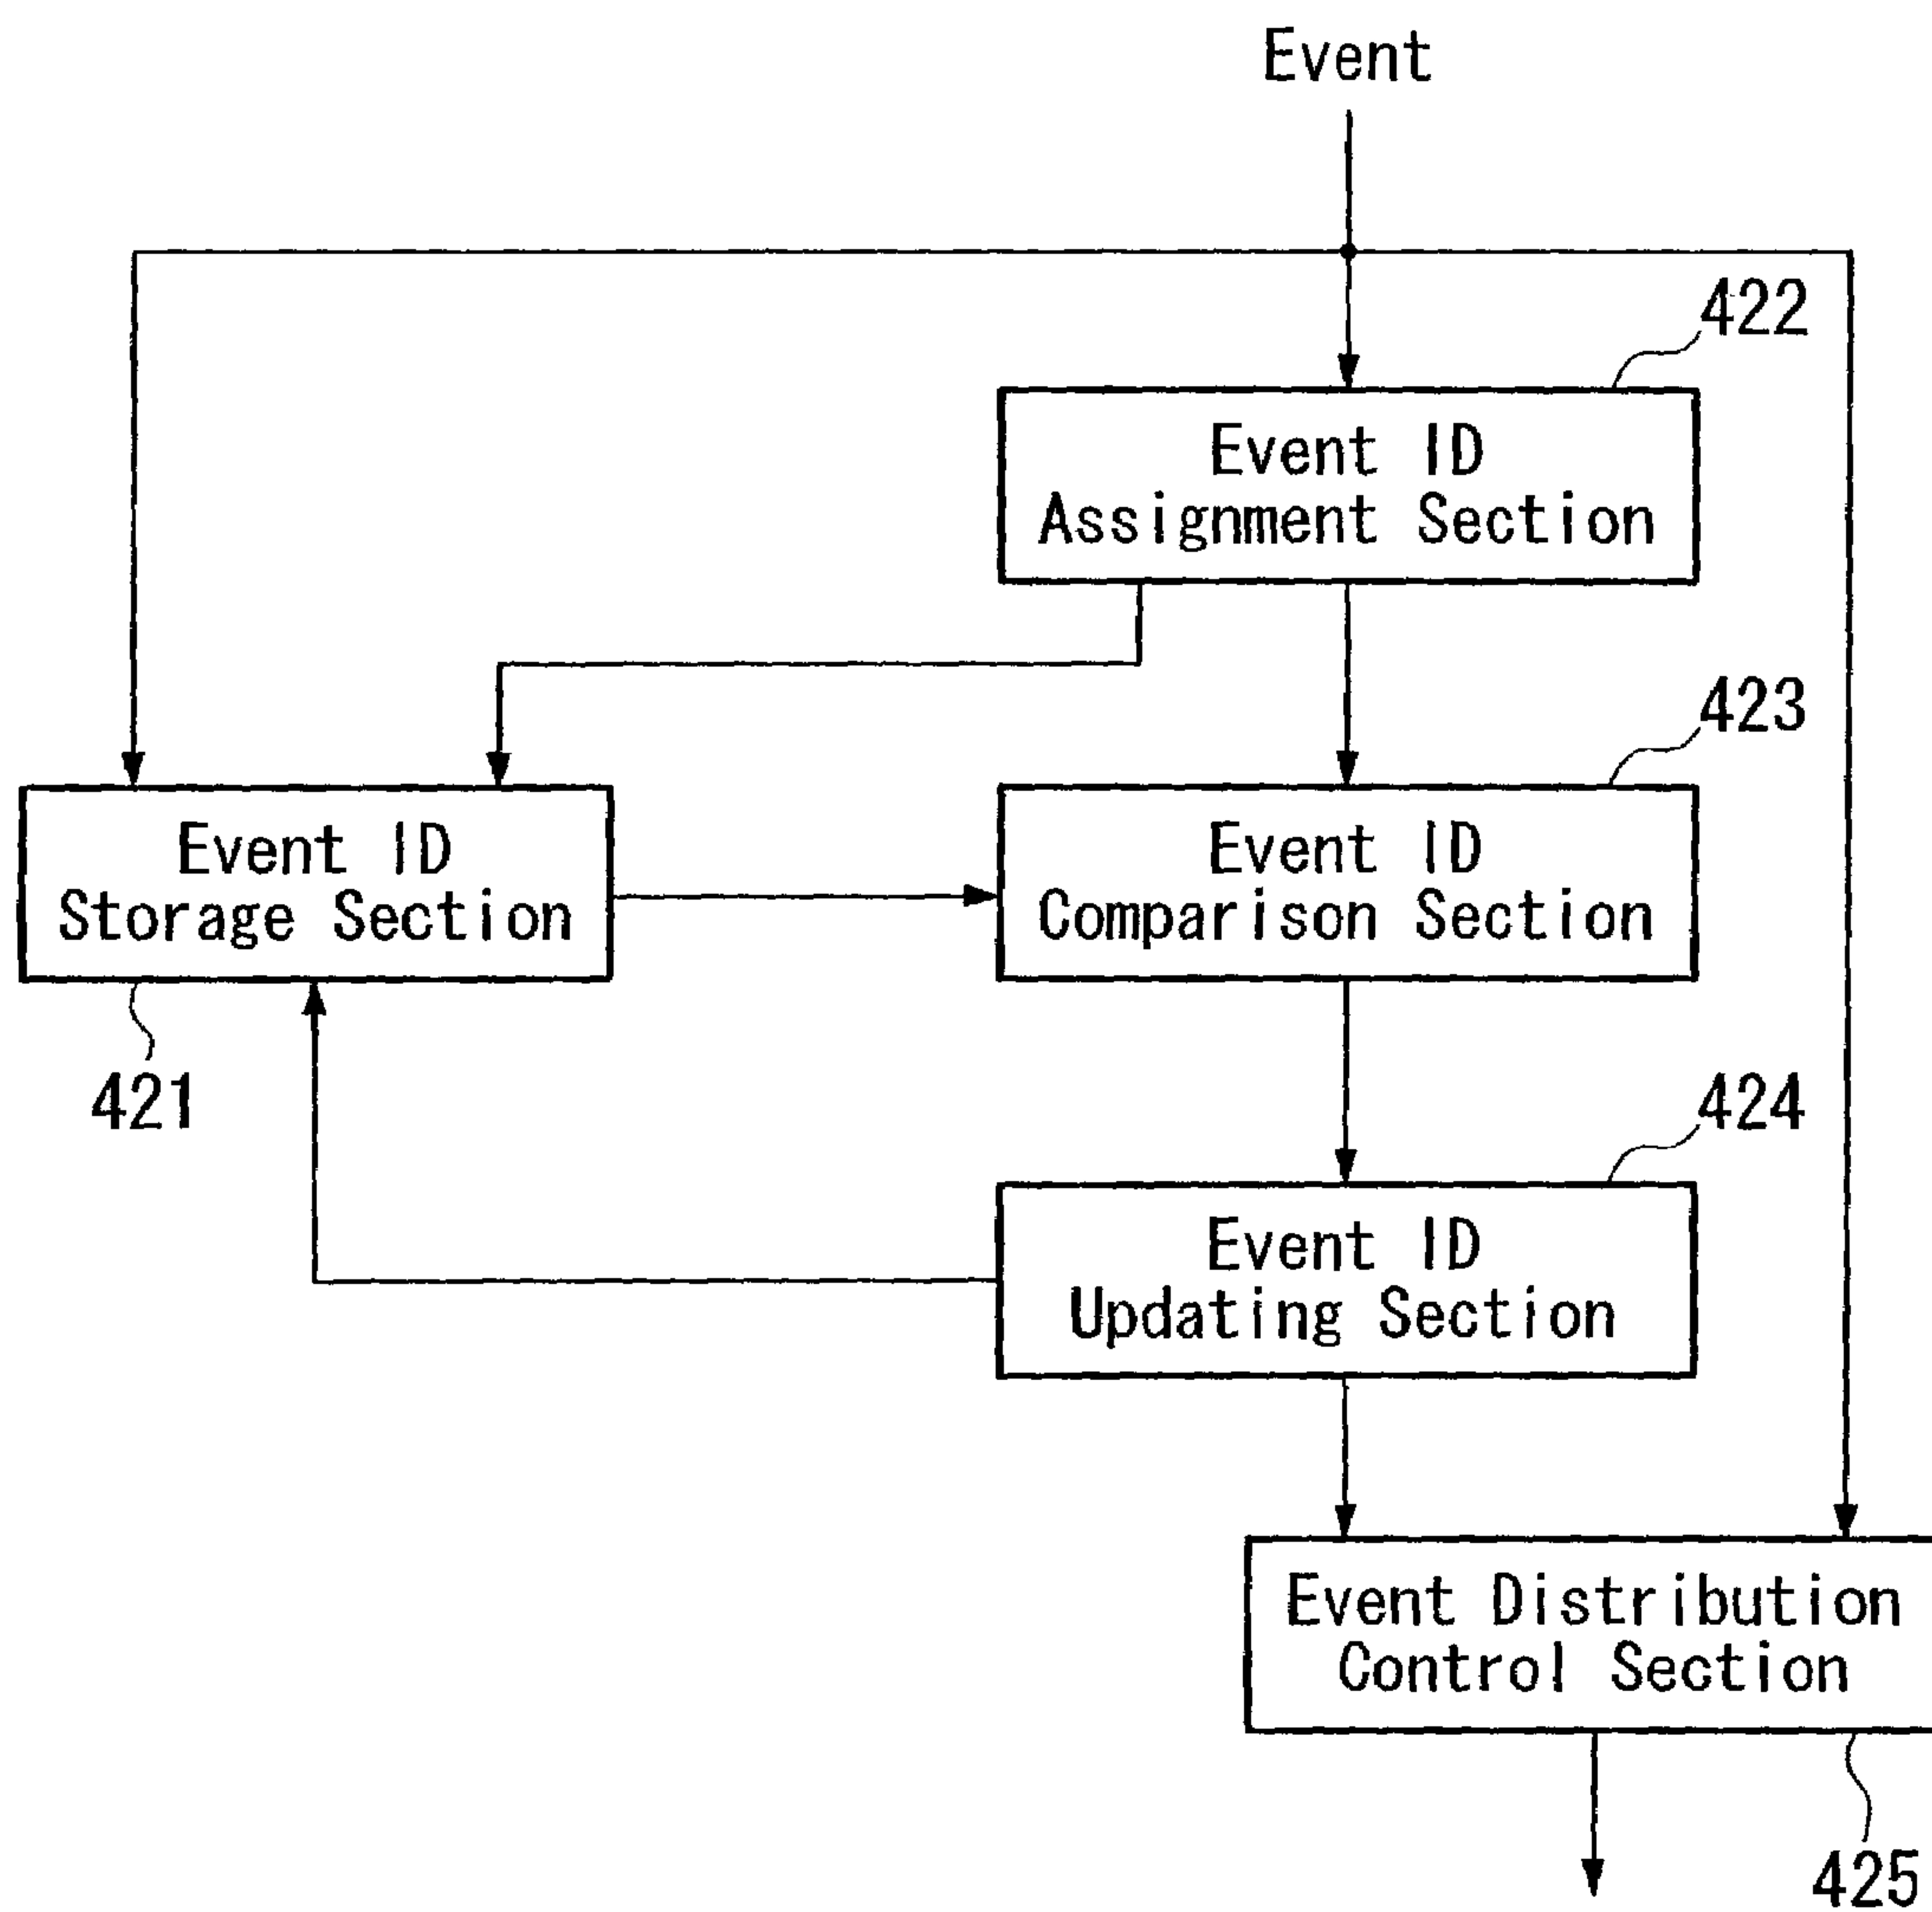 Event
422
Event ID
Assignment Section
423
Event ID
Storage Section
Event ID
Comparison Section
421
424
Event ID
Updating Section
Event Distribution
Control Section
425